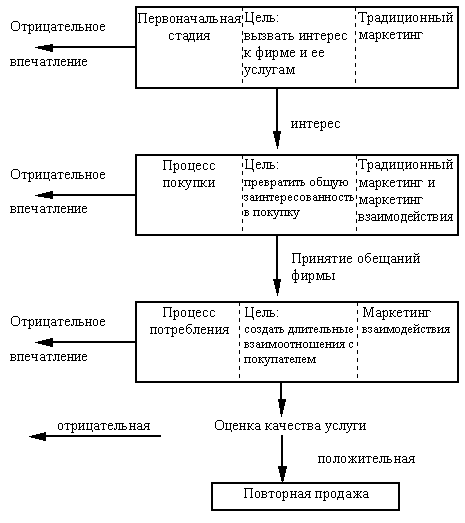 Отрицательное
впечатление
Первоначальная
стадия
Цель:
вызвать интерес
к фирме и ее
услугам
Традиционный
маркетинг
интерес
Отрицательное
впечатление
Процесс
покупки
Цель:
превратить общую
заинтересованность
в покупку
Традиционный
маркетинг и
маркетинг
взаимодействия
Принятие обещаний
фирмы
Отрицательное
впечатление
Процесс
потребления
Цель:
создать длительные
взаимоотношения с
покупателем
Маркетинг
взаимодействия
отрицательная
Оценка качества услуги
положительная
Повторная продажа